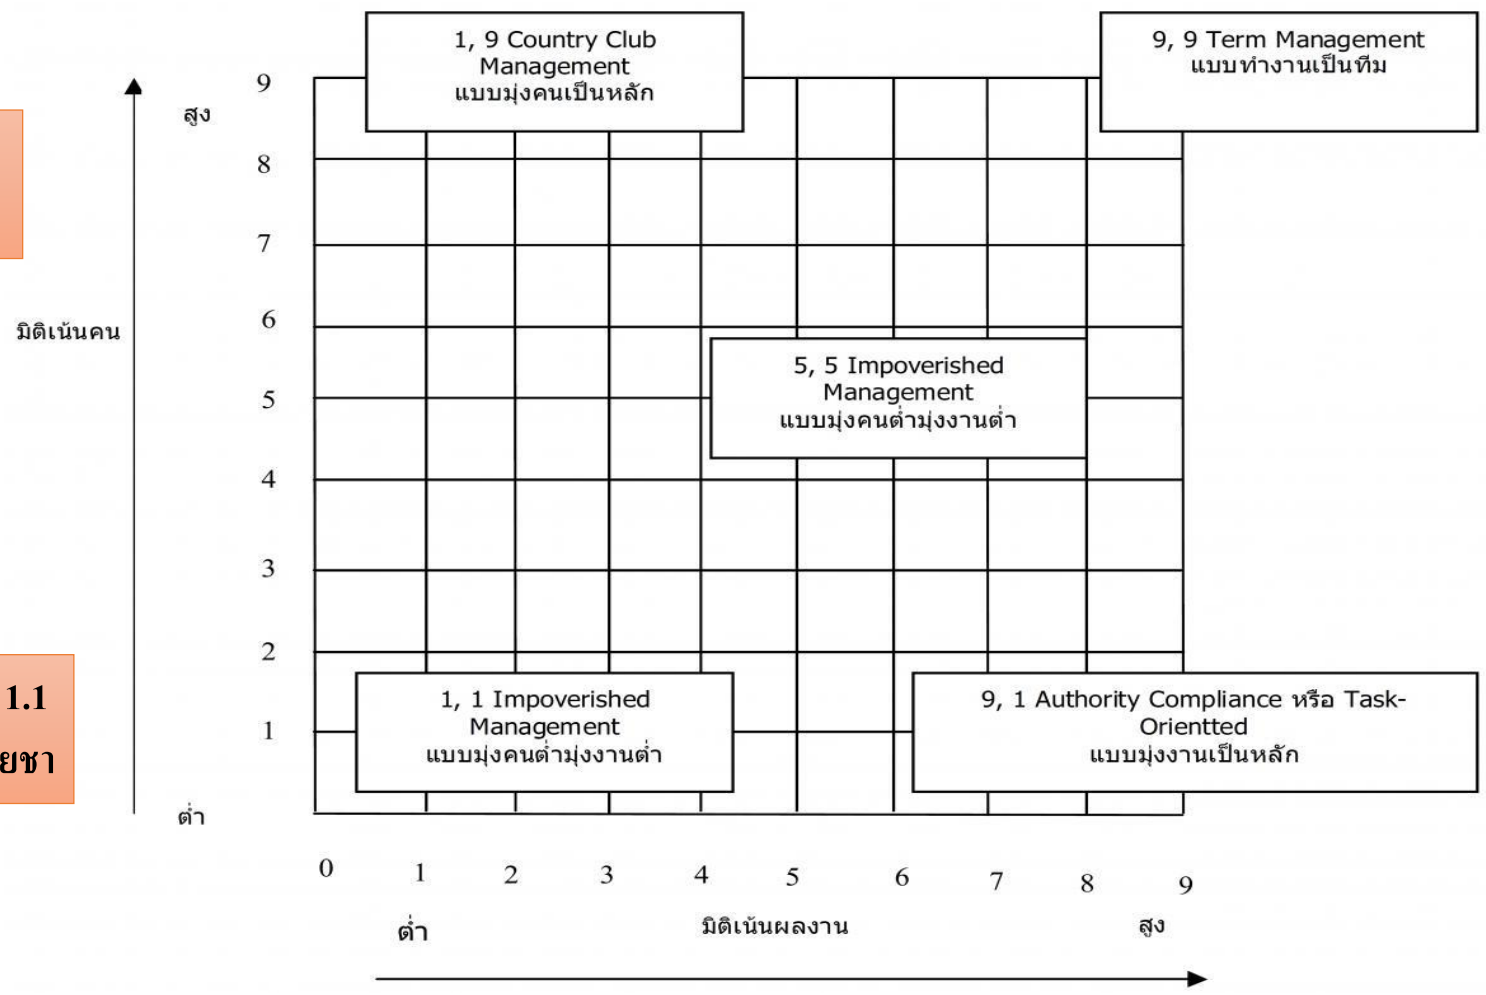 1, 9 Country Club
Management
แบบมุ่งคนเป็นหลัก
9, 9 Term Management
แบบทำงานเป็นทีม
9
สูง
8
7
6
มิติเน้นคน
5, 5 Impoverished
Management
แบบมุ่งคนต่ำมุ่งงานต่ำ
5
4
3
2
1.1
ยชา
1, 1 Impoverished
Management
แบบมุ่งคนต่ำมุ่งงานต่ำ
9, 1 Authority Compliance หรือ Task-
Orientted
แบบมุ่งงานเป็นหลัก
1
ต่ำ
0 1 2 3 4 5 6 7 8 9
ต่ำ มิติเน้นผลงาน สูง